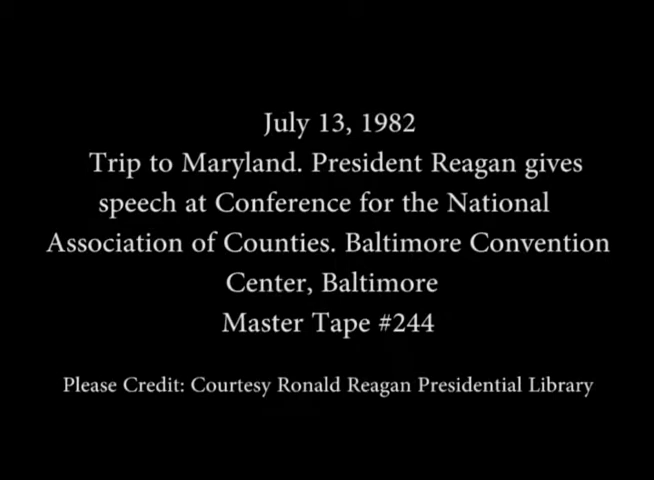 July 13, 1982
Trip to Maryland. President Reagan gives
speech at Conference for the National
Association of Counties. Baltimore Convention
Center, Baltimore
Master Tape #244
Please Credit: Courtesy Ronald Reagan Presidential Library